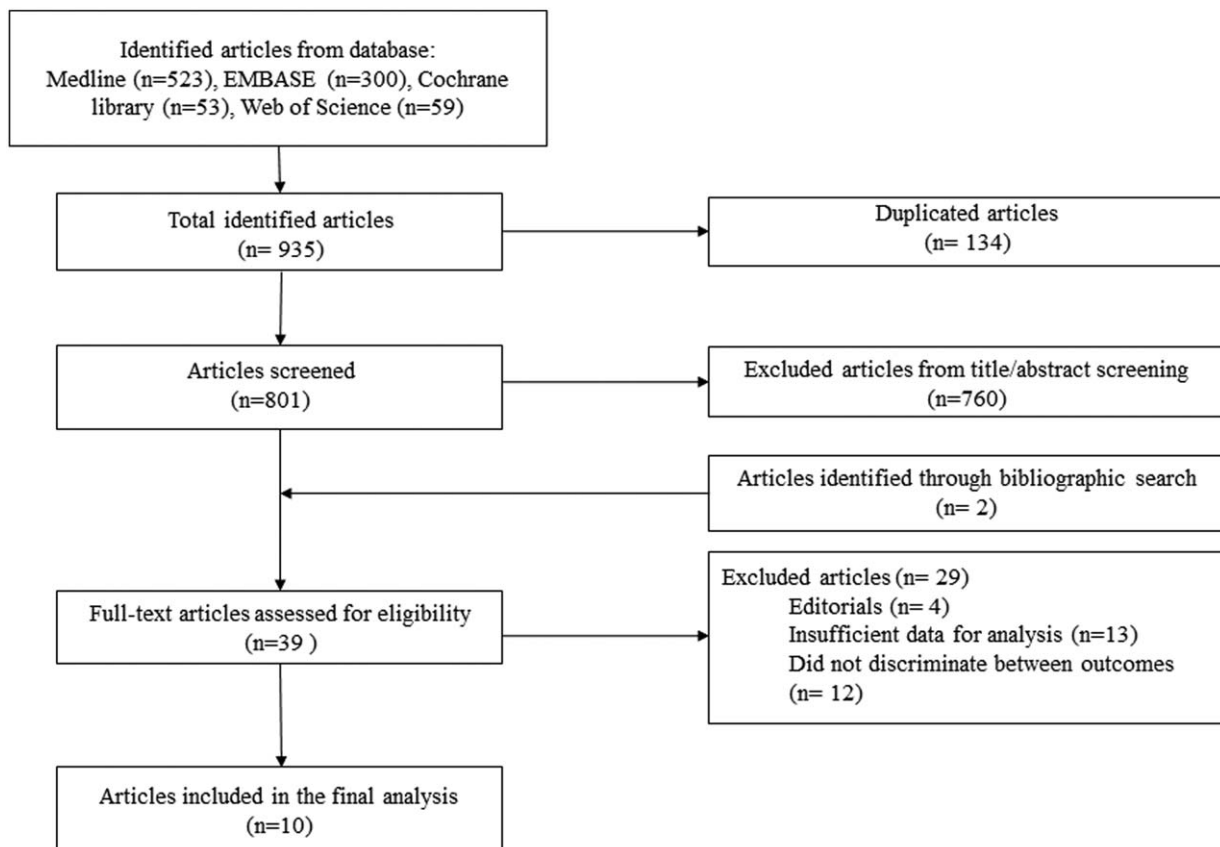 Identified articles from database:
Medline (n=523), EMBASE (n=300), Cochrane
library (n=53), Web of Science (n=59)
Total identified articles
(n= 935)
Duplicated articles
(n= 134)
Articles screened
(n=801)
Excluded articles from title/abstract screening
(n=760)
Articles identified through bibliographic search
(n= 2)
Full-text articles assessed for eligibility
(n=39 )
Excluded articles (n= 29)
Editorials (n= 4)
Insufficient data for analysis (n=13)
Did not discriminate between outcomes
(n= 12)
Articles included in the final analysis
(n=10)